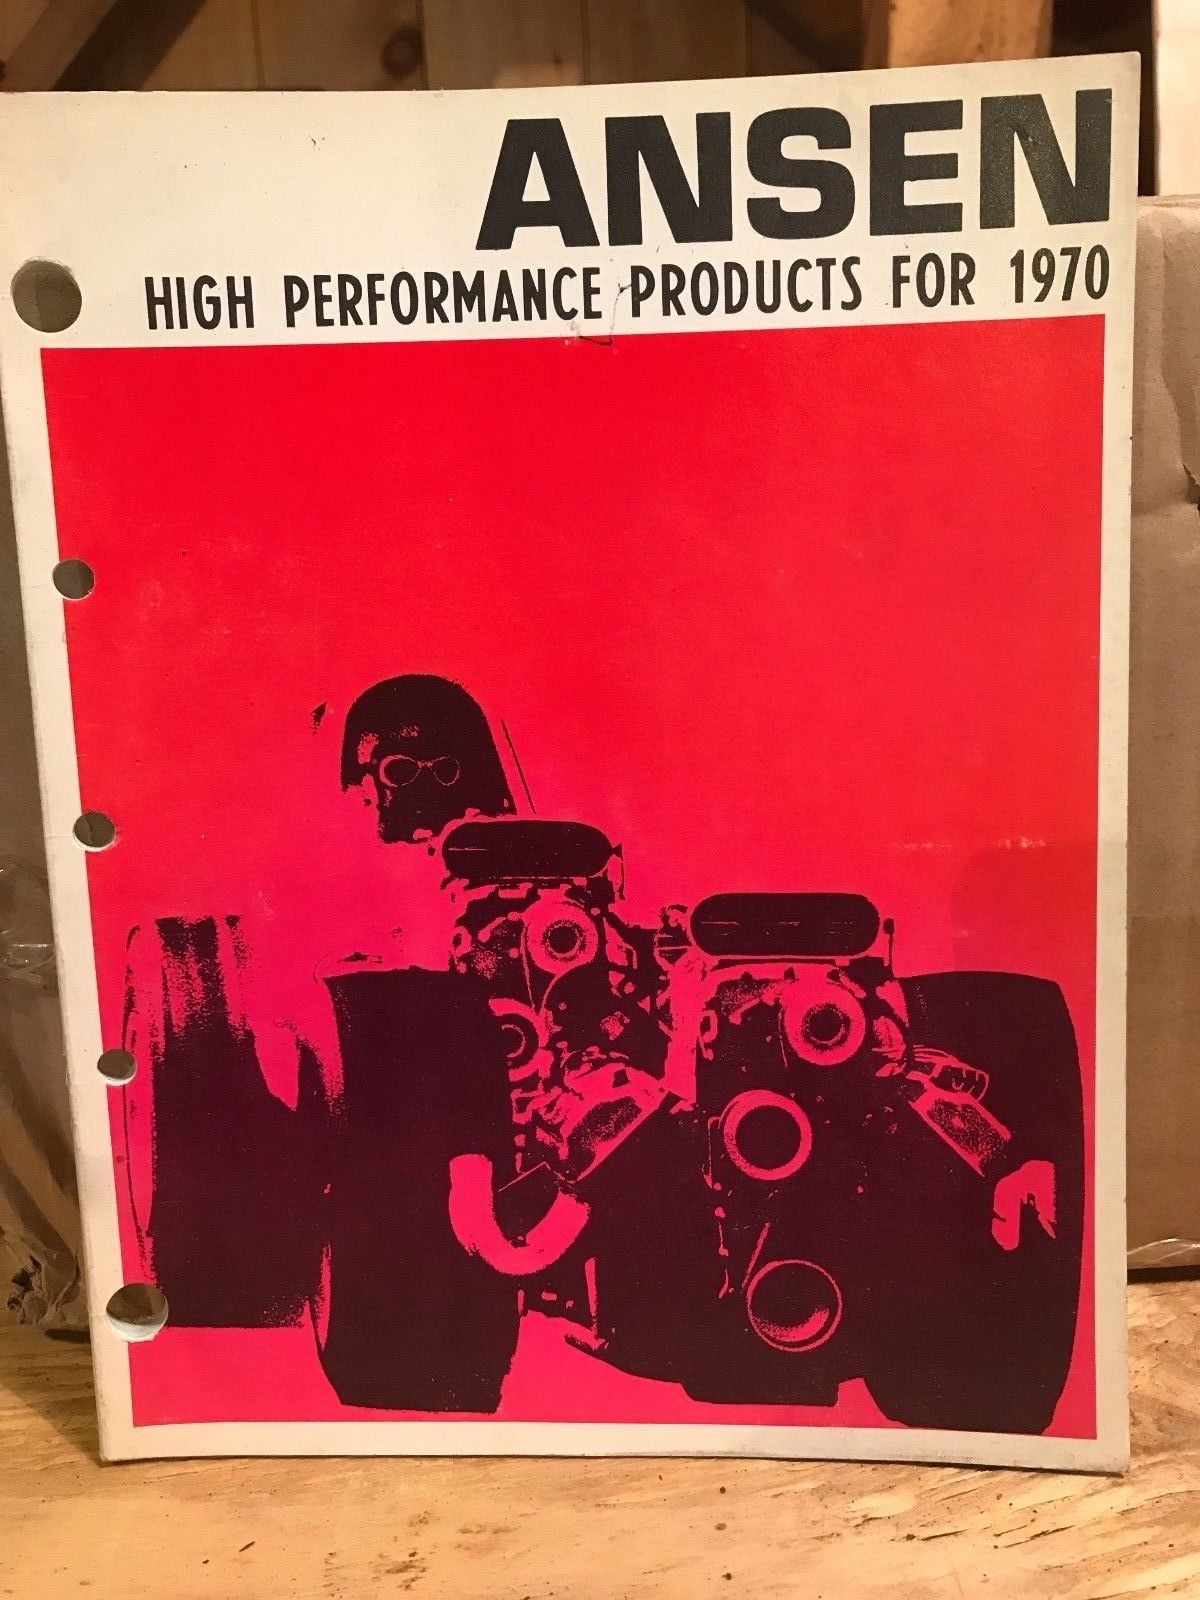 ANSEN
HIGH PERFORMANCE PRODUCTS FOR 1970